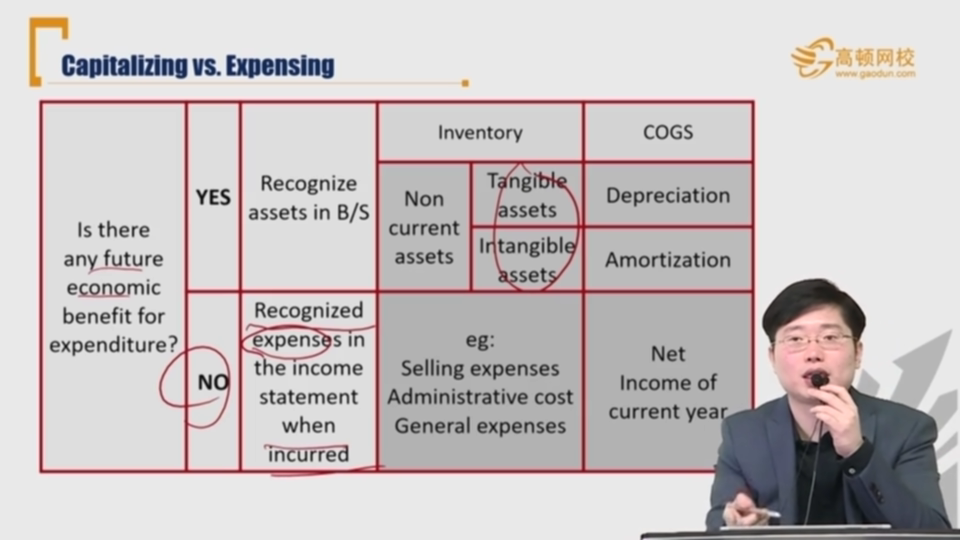 Capitalizing vs. Expensing
高顿网校
www.gaodun.com
Is there
any future
economic
benefit for
expenditure?
YES
Recognize
assets in B/S
Inventory
COGS
Non
current
assets
Tangible
assets
Depreciation
Intangible
assets
Amortization
NO
Recognized
expenses in
the income
statement
when
incurred
eg:
Selling expenses
Administrative cost
General expenses
Net
Income of
current year